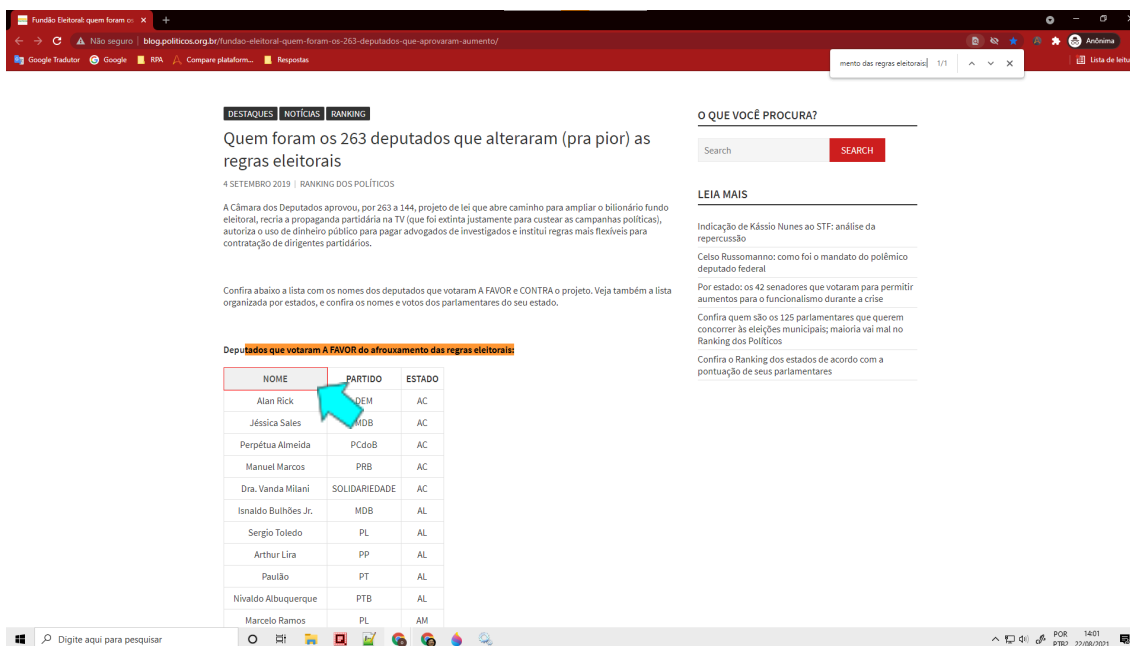 Fundão Eleitoral: quem foram os
Não seguro | blog.politicos.org.br/fundao-eleitoral-quem-foram-os-263-deputados-que-aprovaram-aumento/
Anônima
Google Tradutor Google RPA Compare plataform... Respostas
Lista de leitu
mento das regras eleitorais: 1/1
DESTAQUES NOTÍCIAS RANKING
Quem foram os 263 deputados que alteraram (pra pior) as
regras eleitorais
4 SETEMBRO 2019 | RANKING DOS POLÍTICOS
A Câmara dos Deputados aprovou, por 263 a 144, projeto de lei que abre caminho para ampliar o bilionário fundo
eleitoral, recria a propaganda partidária na TV (que foi extinta justamente para custear as campanhas políticas),
autoriza o uso de dinheiro público para pagar advogados de investigados e institui regras mais flexíveis para
contratação de dirigentes partidários.
Confira abaixo a lista com os nomes dos deputados que votaram A FAVOR e CONTRA o projeto. Veja também a lista
organizada por estados, e confira os nomes e votos dos parlamentares do seu estado.
Deputados que votaram A FAVOR do afrouxamento das regras eleitorais:
NOME PARTIDO ESTADO
Alan Rick DEM AC
Jéssica Sales MDB AC
Perpétua Almeida PCdoB AC
Manuel Marcos PRB AC
Dra. Vanda Milani SOLIDARIEDADE AC
Isnaldo Bulhões Jr. MDB AL
Sergio Toledo PL AL
Arthur Lira PP AL
Paulão PT AL
Nivaldo Albuquerque PTB AL
Marcelo Ramos PL AM
O QUE VOCÊ PROCURA?
Search SEARCH
LEIA MAIS
Indicação de Kássio Nunes ao STF: análise da
repercussão
Celso Russomanno: como foi o mandato do polêmico
deputado federal
Por estado: os 42 senadores que votaram para permitir
aumentos para o funcionalismo durante a crise
Confira quem são os 125 parlamentares que querem
concorrer às eleições municipais; maioria vai mal no
Ranking dos Políticos
Confira o Ranking dos estados de acordo com a
pontuação de seus parlamentares
Digite aqui para pesquisar
POR 14:01
PTB2 22/08/2021